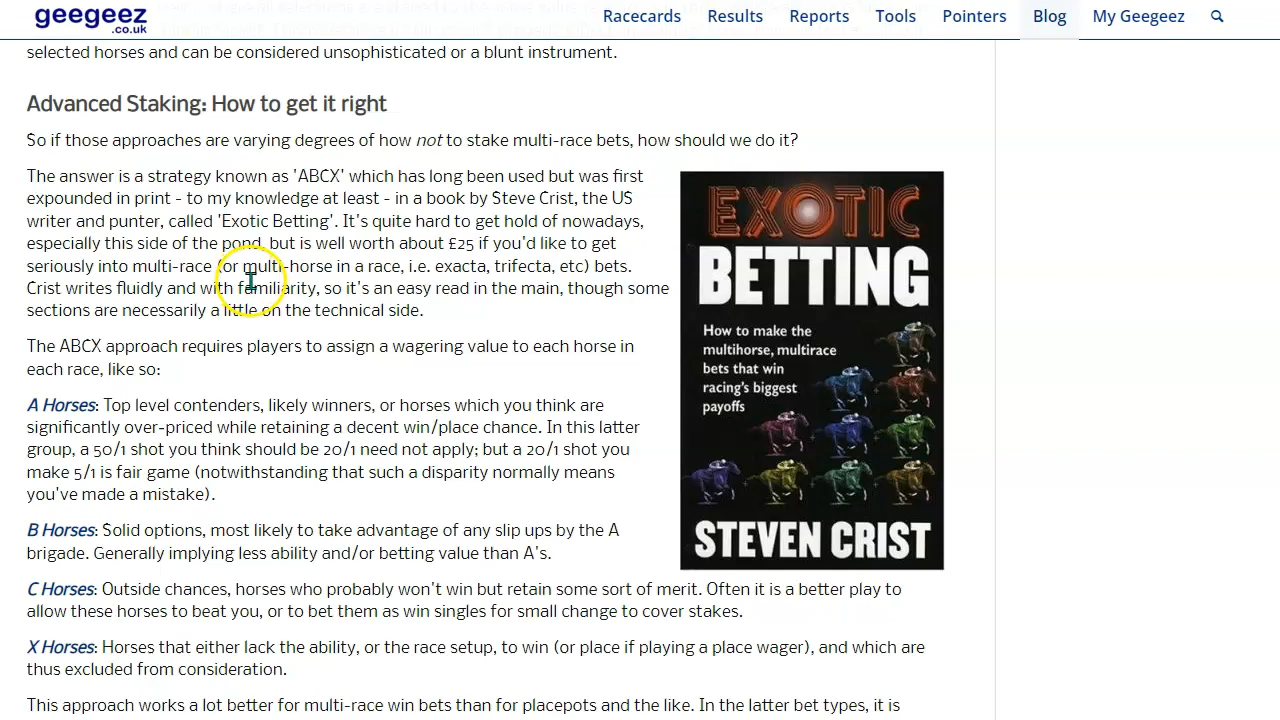 geegeez
.co.uk
Racecards Results Reports Tools Pointers Blog My Geegeez
selected horses and can be considered unsophisticated or a blunt instrument.
Advanced Staking: How to get it right
So if those approaches are varying degrees of how not to stake multi-race bets, how should we do it?
The answer is a strategy known as 'ABCX' which has long been used but was first
expounded in print - to my knowledge at least - in a book by Steve Crist, the US
writer and punter, called 'Exotic Betting'. It's quite hard to get hold of nowadays,
especially this side of the pond, but is well worth about £25 if you'd like to get
seriously into multi-race (or multi-horse in a race, i.e. exacta, trifecta, etc) bets.
Crist writes fluidly and with familiarity, so it's an easy read in the main, though some
sections are necessarily a little on the technical side.
The ABCX approach requires players to assign a wagering value to each horse in
each race, like so:
A Horses: Top level contenders, likely winners, or horses which you think are
significantly over-priced while retaining a decent win/place chance. In this latter
group, a 50/1 shot you think should be 20/1 need not apply; but a 20/1 shot you
make 5/1 is fair game (notwithstanding that such a disparity normally means
you've made a mistake).
B Horses: Solid options, most likely to take advantage of any slip ups by the A
brigade. Generally implying less ability and/or betting value than A's.
EXOTIC
BETTING
How to make the
multihorse, multirace
bets that win
racing's biggest
payoffs
STEVEN CRIST
C Horses: Outside chances, horses who probably won't win but retain some sort of merit. Often it is a better play to
allow these horses to beat you, or to bet them as win singles for small change to cover stakes.
X Horses: Horses that either lack the ability, or the race setup, to win (or place if playing a place wager), and which are
thus excluded from consideration.
This approach works a lot better for multi-race win bets than for placepots and the like. In the latter bet types, it is